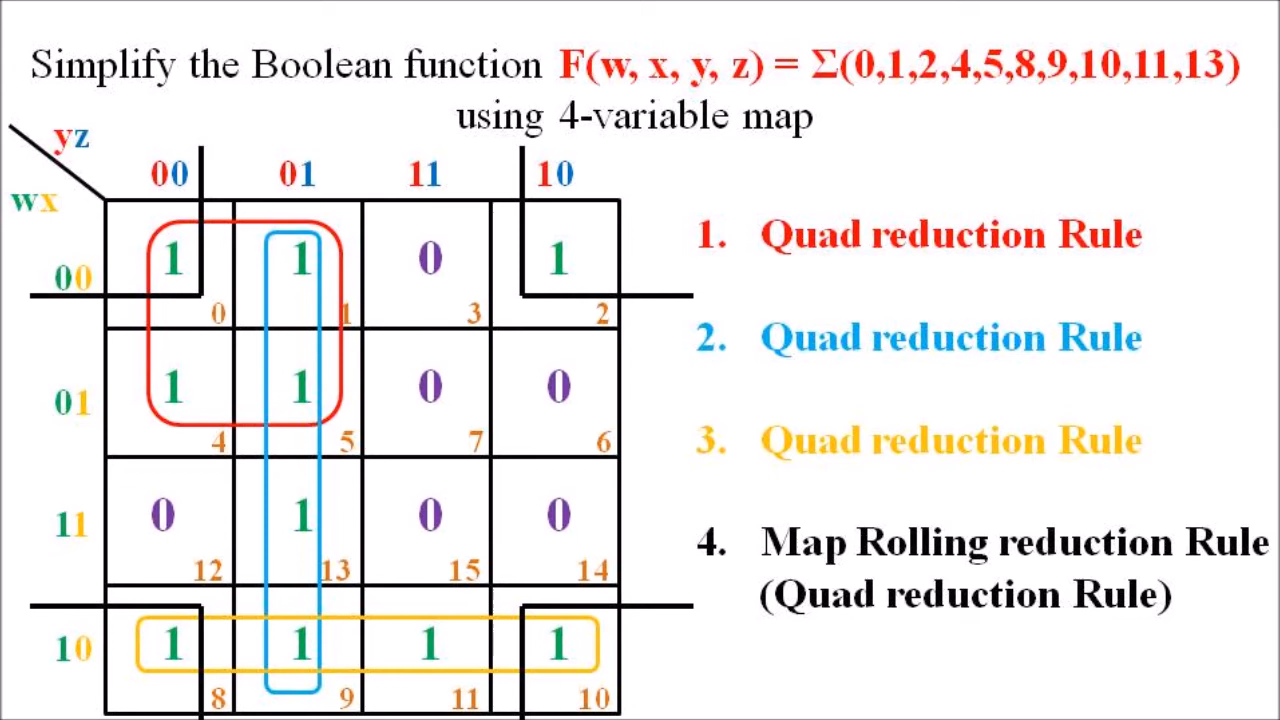 Simplify the Boolean function F(w, x, y, z) = Σ(0,1,2,4,5,8,9,10,11,13)
using 4-variable map
yz
00 01 11 10
wx
1 1 0 1
00
0 1 3 2
1 1 0 0
01
4 5 7 6
0 1 0 0
11
12 13 15 14
1 1 1 1
10
8 9 11 10
1. Quad reduction Rule
2. Quad reduction Rule
3. Quad reduction Rule
4. Map Rolling reduction Rule
(Quad reduction Rule)